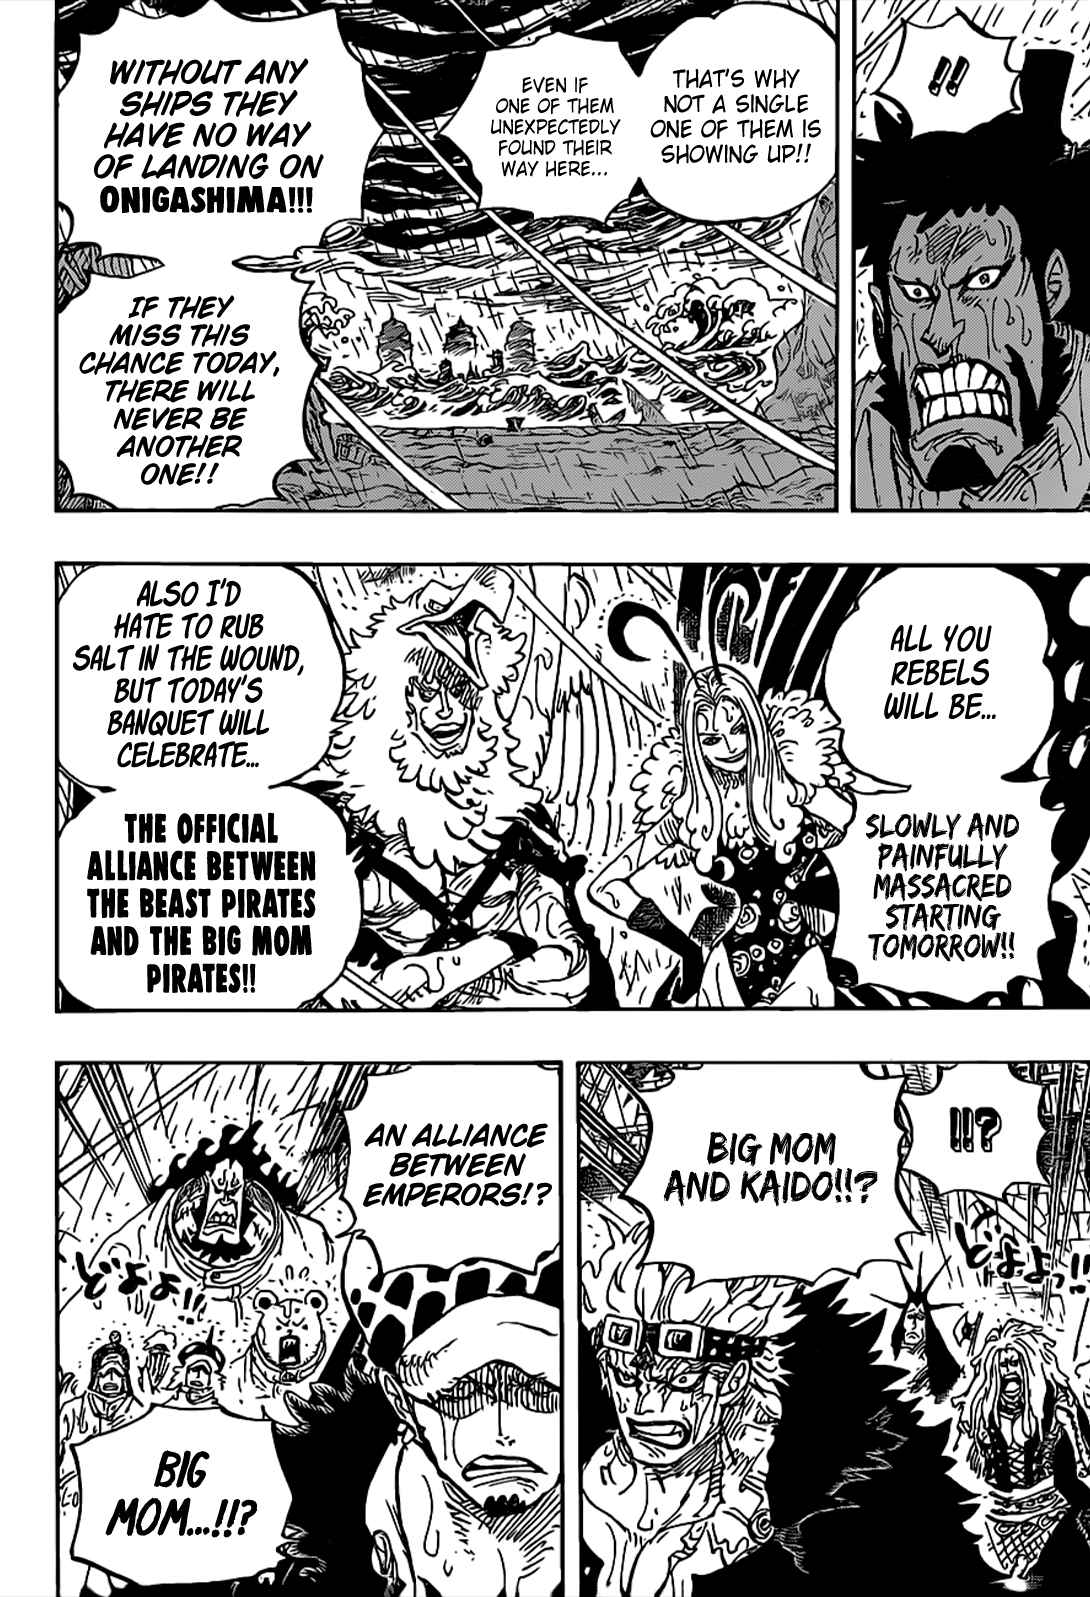 !!
THAT'S WHY
NOT A SINGLE
ONE OF THEM IS
SHOWING UP!!
EVEN IF
ONE OF THEM
UNEXPECTEDLY
FOUND THEIR
WAY HERE...
WITHOUT ANY
SHIPS THEY
HAVE NO WAY
OF LANDING ON
ONIGASHIMA!!!
IF THEY
MISS THIS
CHANCE TODAY,
THERE WILL
NEVER BE
ANOTHER
ONE!!
ALL YOU
REBELS
WILL BE...
SLOWLY AND
PAINFULLY
MASSACRED
STARTING
TOMORROW!!
ALSO I'D
HATE TO RUB
SALT IN THE WOUND,
BUT TODAY'S
BANQUET WILL
CELEBRATE...
THE OFFICIAL
ALLIANCE BETWEEN
THE BEAST PIRATES
AND THE BIG MOM
PIRATES!!
!!?
どよよっ!!
BIG MOM
AND KAIDO!!?
AN ALLIANCE
BETWEEN
EMPERORS!?
どよよ!!
BIG
MOM...!!?